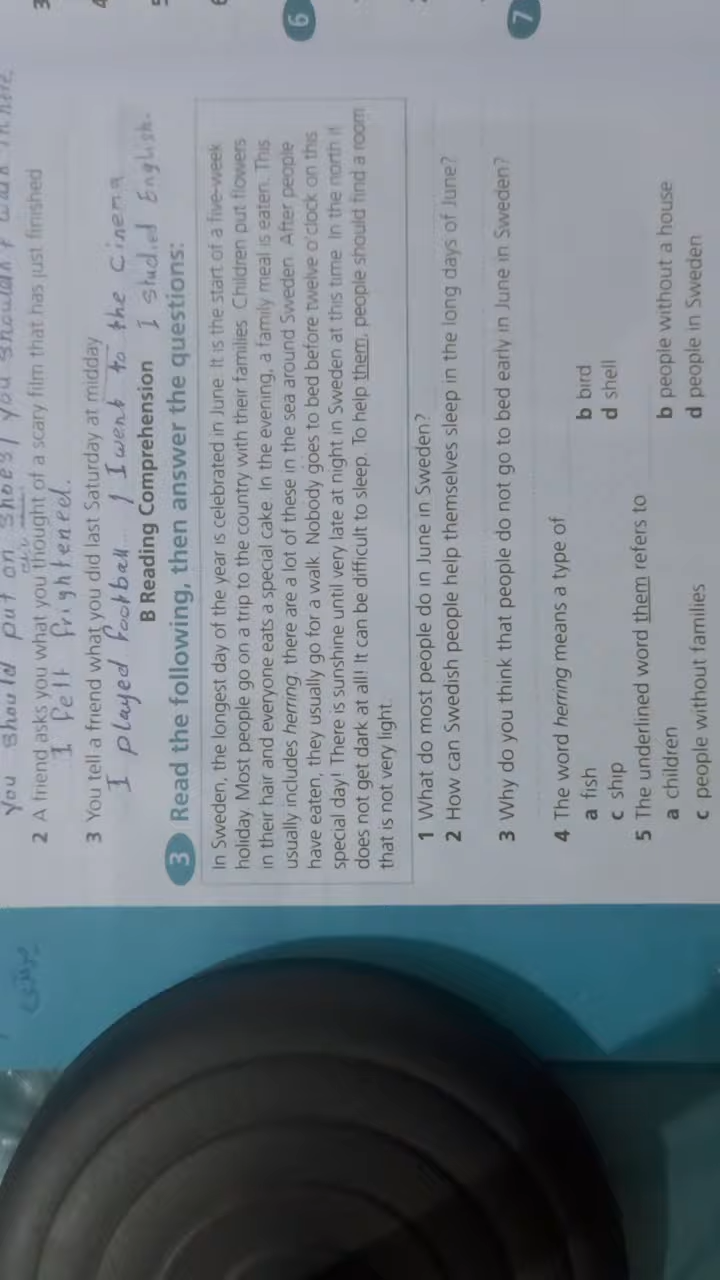 You should put on shoes / you shouldn't walk in here
2 A friend asks you what you thought of a scary film that has just finished
I felt frightened.
3 You tell a friend what you did last Saturday at midday
I played football / I went to the cinema
I studied English.
B Reading Comprehension
3 Read the following, then answer the questions:
In Sweden, the longest day of the year is celebrated in June. It is the start of a five-week
holiday. Most people go on a trip to the country with their families. Children put flowers
in their hair and everyone eats a special cake. In the evening, a family meal is eaten. This
usually includes herring, there are a lot of these in the sea around Sweden. After people
have eaten, they usually go for a walk. Nobody goes to bed before twelve o'clock on this
special day! There is sunshine until very late at night in Sweden at this time. In the north it
does not get dark at all! It can be difficult to sleep. To help them, people should find a room
that is not very light.
1 What do most people do in June in Sweden?
2 How can Swedish people help themselves sleep in the long days of June?
3 Why do you think that people do not go to bed early in June in Sweden?
4 The word herring means a type of
a fish
b bird
c ship
d shell
5 The underlined word them refers to
a children
b people without a house
c people without families
d people in Sweden
3
4
6
7